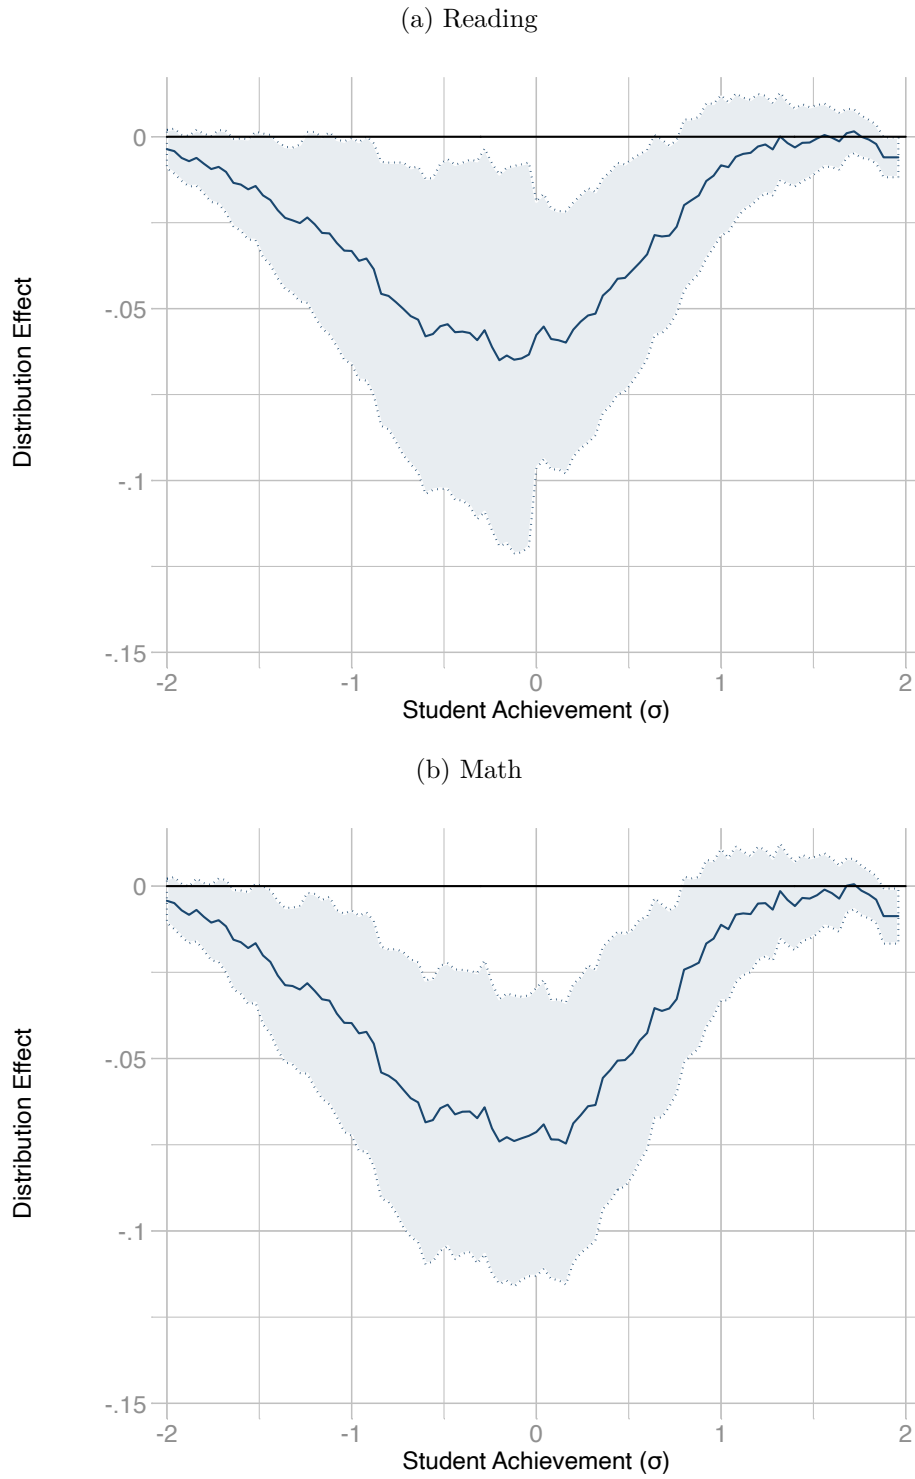 (a) Reading
0
-.05
-.1
-.15
Distribution Effect
-2 -1 0 1 2
Student Achievement (σ)
(b) Math
0
-.05
-.1
-.15
Distribution Effect
-2 -1 0 1 2
Student Achievement (σ)